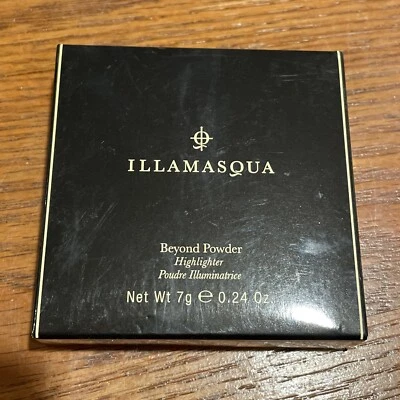 ILLAMASQUA
Beyond Powder
Highlighter
Poudre Illuminatrice
Net Wt 7g ℮ 0.24 Oz.